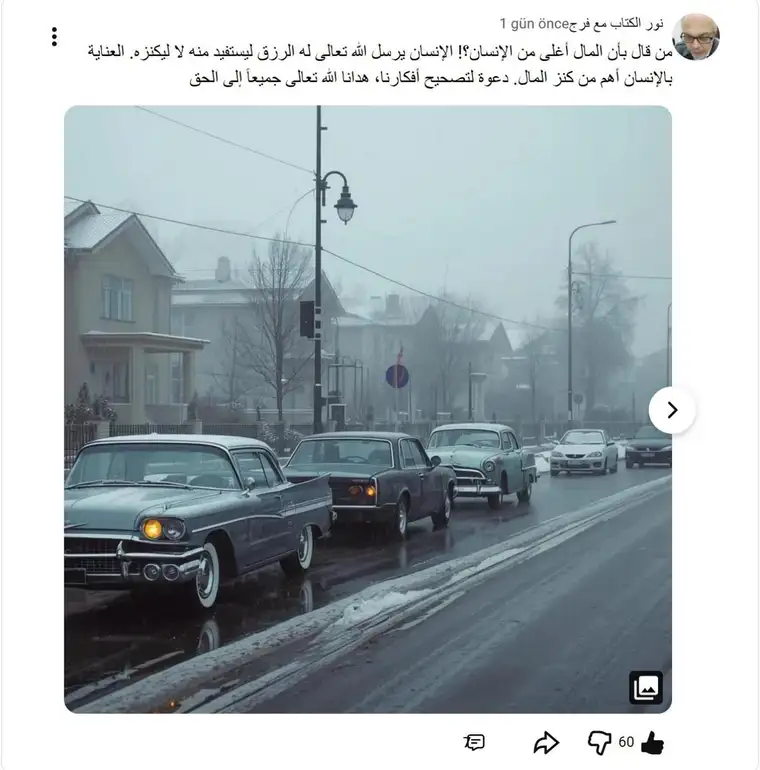 نور الكتاب مع فرج1 gün önce
من قال بأن المال أغلى من الإنسان؟! الإنسان يرسل الله تعالى له الرزق ليستفيد منه لا ليكنزه. العناية
بالإنسان أهم من كنز المال. دعوة لتصحيح أفكارنا، هدانا الله تعالى جميعاً إلى الحق
60